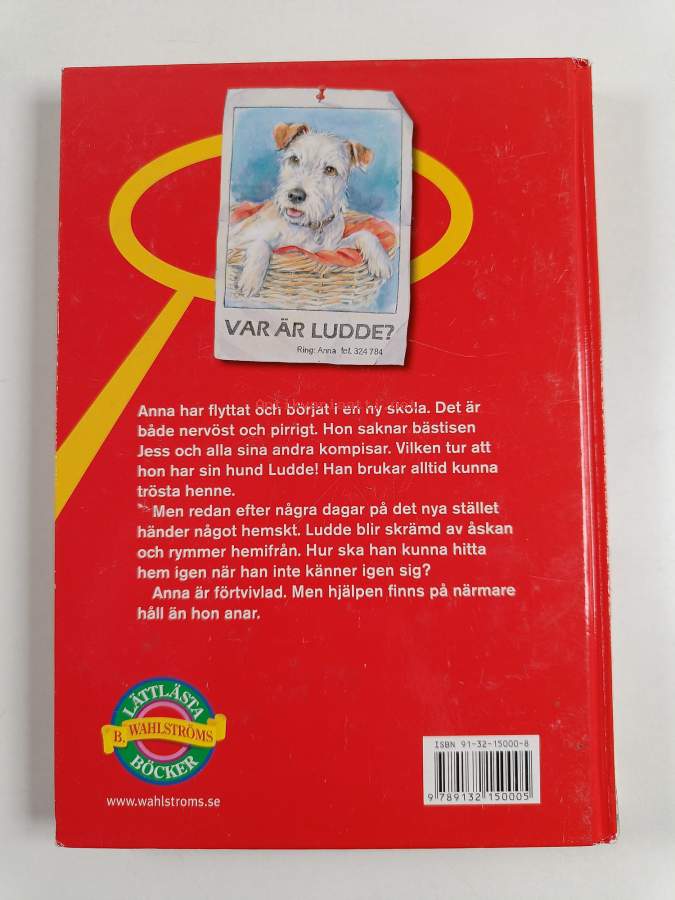 VAR ÄR LUDDE?
Ring: Anna tel. 324 784
Anna har flyttat och börjat i en ny skola. Det är
både nervöst och pirrigt. Hon saknar bästisen
Jess och alla sina andra kompisar. Vilken tur att
hon har sin hund Ludde! Han brukar alltid kunna
trösta henne.
Men redan efter några dagar på det nya stället
händer något hemskt. Ludde blir skrämd av åskan
och rymmer hemifrån. Hur ska han kunna hitta
hem igen när han inte känner igen sig?
Anna är förtvivlad. Men hjälpen finns på närmare
håll än hon anar.
LÄTTLÄSTA
B. WAHLSTRÖMS
BÖCKER
www.wahlstroms.se
ISBN 91-32-15000-8
9 789132 150005